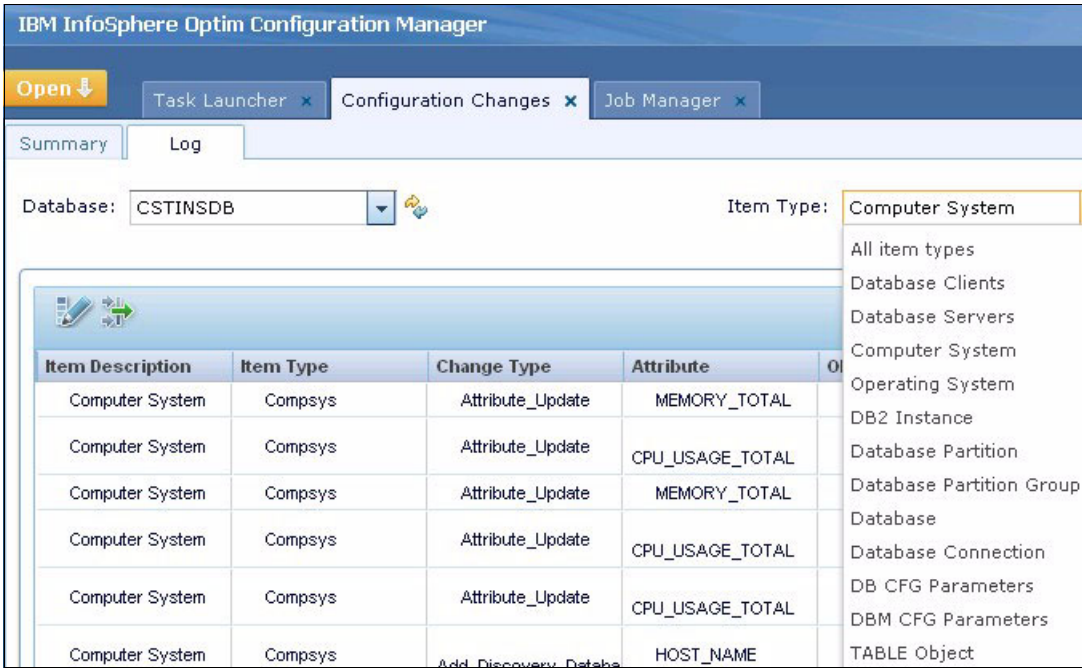 IBM InfoSphere Optim Configuration Manager
Open
Task Launcher x Configuration Changes x Job Manager x
Summary Log
Database: CSTINSDB Item Type: Computer System
All item types
Database Clients
Database Servers
Computer System
Operating System
DB2 Instance
Database Partition
Database Partition Group
Database
Database Connection
DB CFG Parameters
DBM CFG Parameters
TABLE Object
Item Description Item Type Change Type Attribute
Computer System Compsys Attribute_Update MEMORY_TOTAL
Computer System Compsys Attribute_Update CPU_USAGE_TOTAL
Computer System Compsys Attribute_Update MEMORY_TOTAL
Computer System Compsys Attribute_Update CPU_USAGE_TOTAL
Computer System Compsys Attribute_Update CPU_USAGE_TOTAL
Computer System Compsys Add_Discovery_Databa HOST_NAME